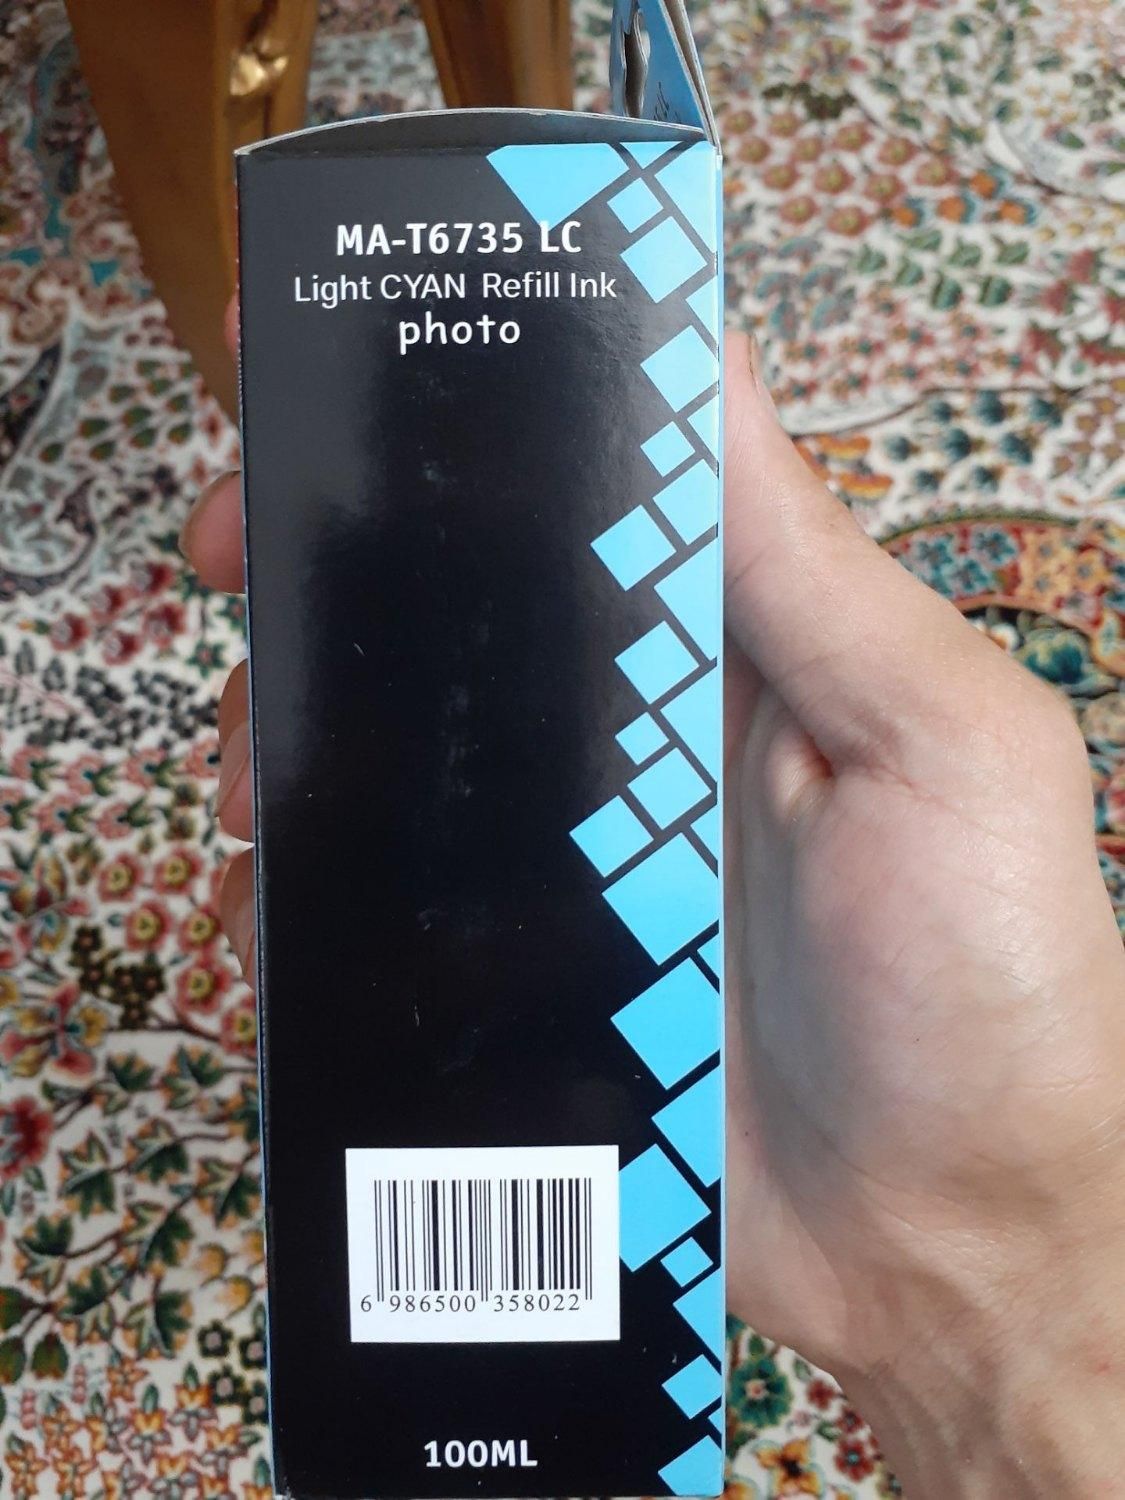 MA-T6735 LC
Light CYAN Refill Ink
photo
6 986500 358022
100ML